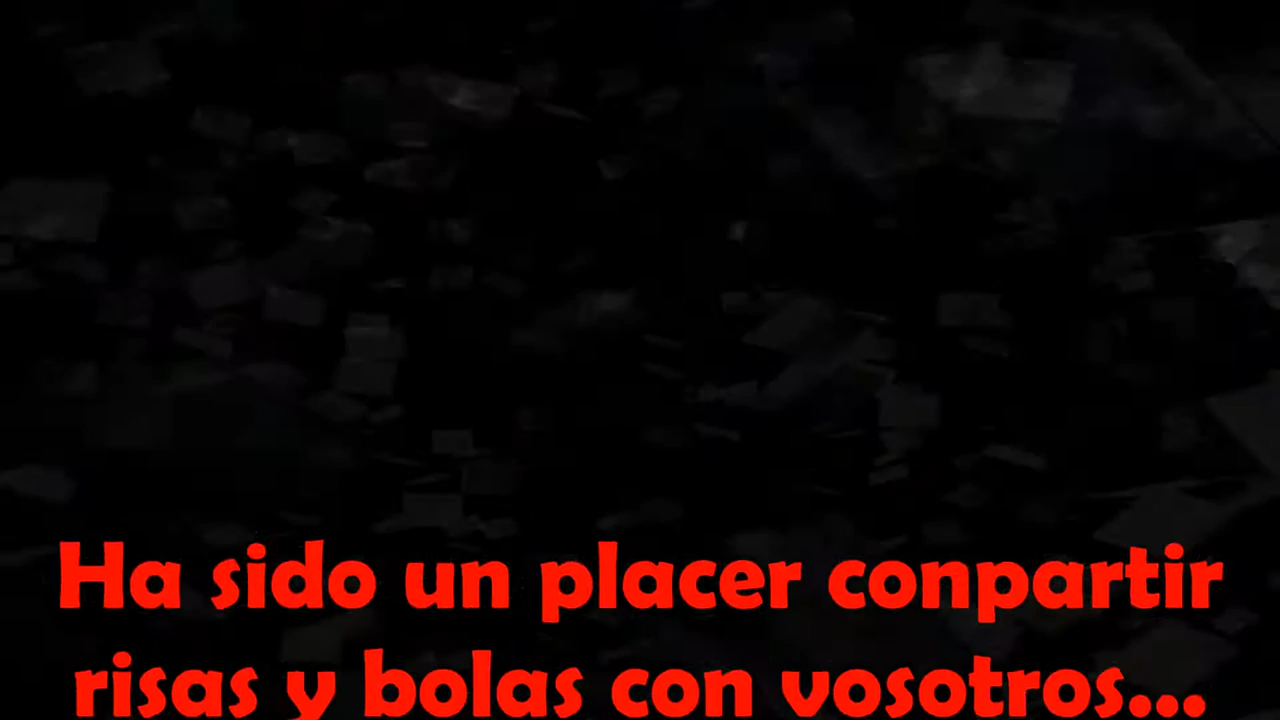 Ha sido un placer conpartir
risas y bolas con vosotros...